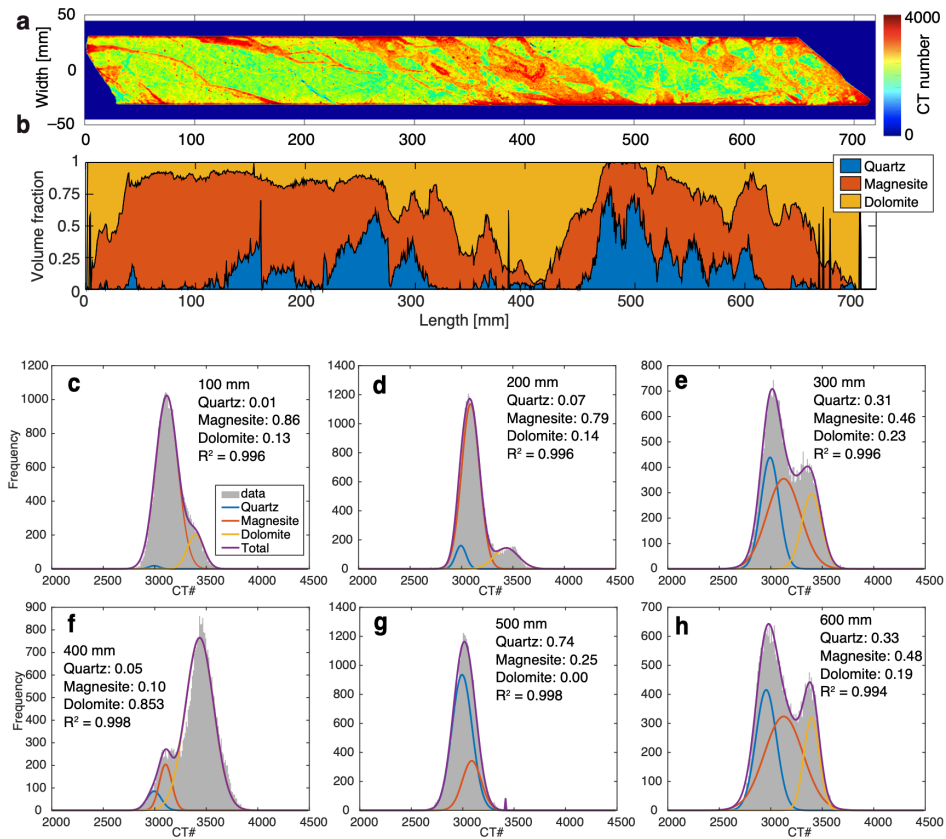 a
50
0
−50
Width [mm]
0
100
200
300
400
500
600
700
4000
0
CT number
b
1
0.75
0.5
0.25
0
Volume fraction
Quartz
Magnesite
Dolomite
0
100
200
300
400
500
600
700
Length [mm]
c
100 mm
Quartz: 0.01
Magnesite: 0.86
Dolomite: 0.13
R² = 0.996
data
Quartz
Magnesite
Dolomite
Total
1200
1000
800
600
400
200
0
Frequency
2000 2500 3000 3500 4000 4500
CT#
d
200 mm
Quartz: 0.07
Magnesite: 0.79
Dolomite: 0.14
R² = 0.996
1400
1200
1000
800
600
400
200
0
2000 2500 3000 3500 4000 4500
CT#
e
300 mm
Quartz: 0.31
Magnesite: 0.46
Dolomite: 0.23
R² = 0.996
800
700
600
500
400
300
200
100
0
2000 2500 3000 3500 4000 4500
CT#
f
400 mm
Quartz: 0.05
Magnesite: 0.10
Dolomite: 0.853
R² = 0.998
900
800
700
600
500
400
300
200
100
0
Frequency
2000 2500 3000 3500 4000 4500
CT#
g
500 mm
Quartz: 0.74
Magnesite: 0.25
Dolomite: 0.00
R² = 0.998
1400
1200
1000
800
600
400
200
0
2000 2500 3000 3500 4000 4500
CT#
h
600 mm
Quartz: 0.33
Magnesite: 0.48
Dolomite: 0.19
R² = 0.994
700
600
500
400
300
200
100
0
2000 2500 3000 3500 4000 4500
CT#